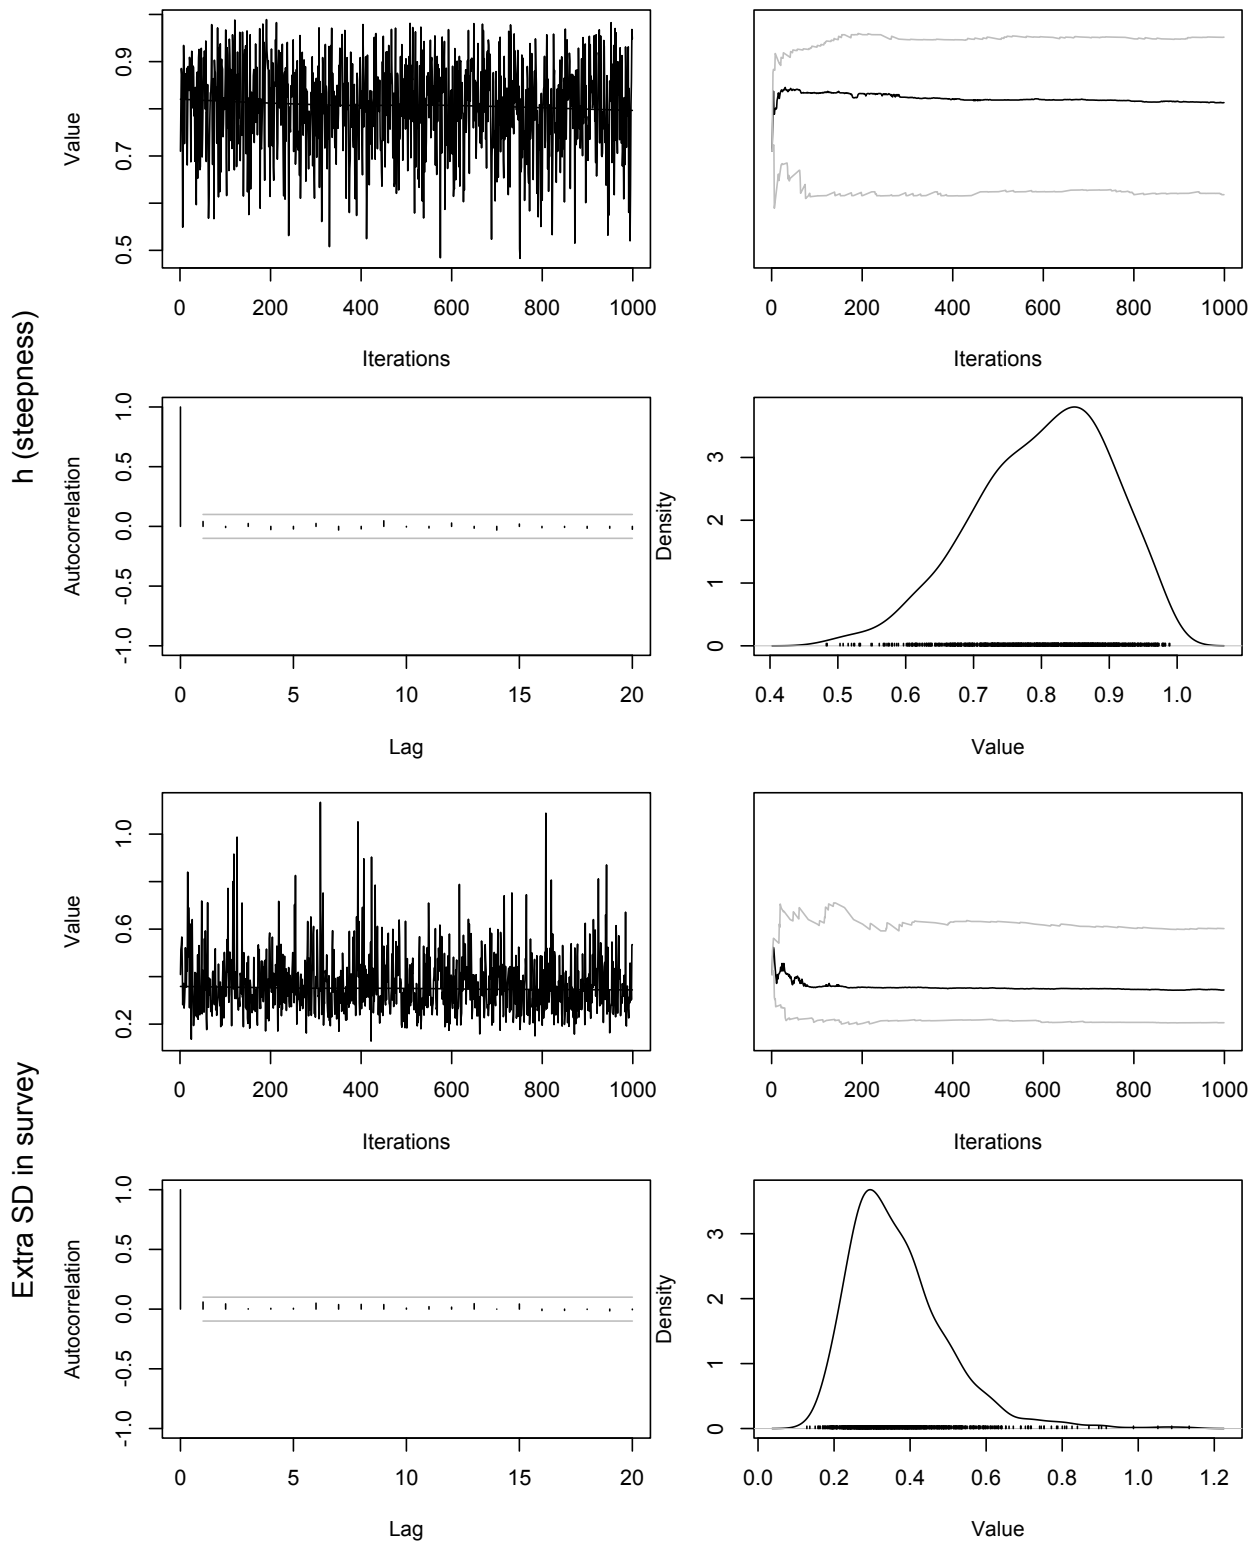 h (steepness)
Value
0.5 0.7 0.9
0 200 400 600 800 1000
Iterations
0 200 400 600 800 1000
Iterations
Autocorrelation
-1.0 -0.5 0.0 0.5 1.0
0 5 10 15 20
Lag
Density
0 1 2 3
0.4 0.5 0.6 0.7 0.8 0.9 1.0
Value
Extra SD in survey
Value
0.2 0.6 1.0
0 200 400 600 800 1000
Iterations
0 200 400 600 800 1000
Iterations
Autocorrelation
-1.0 -0.5 0.0 0.5 1.0
0 5 10 15 20
Lag
Density
0 1 2 3
0.0 0.2 0.4 0.6 0.8 1.0 1.2
Value